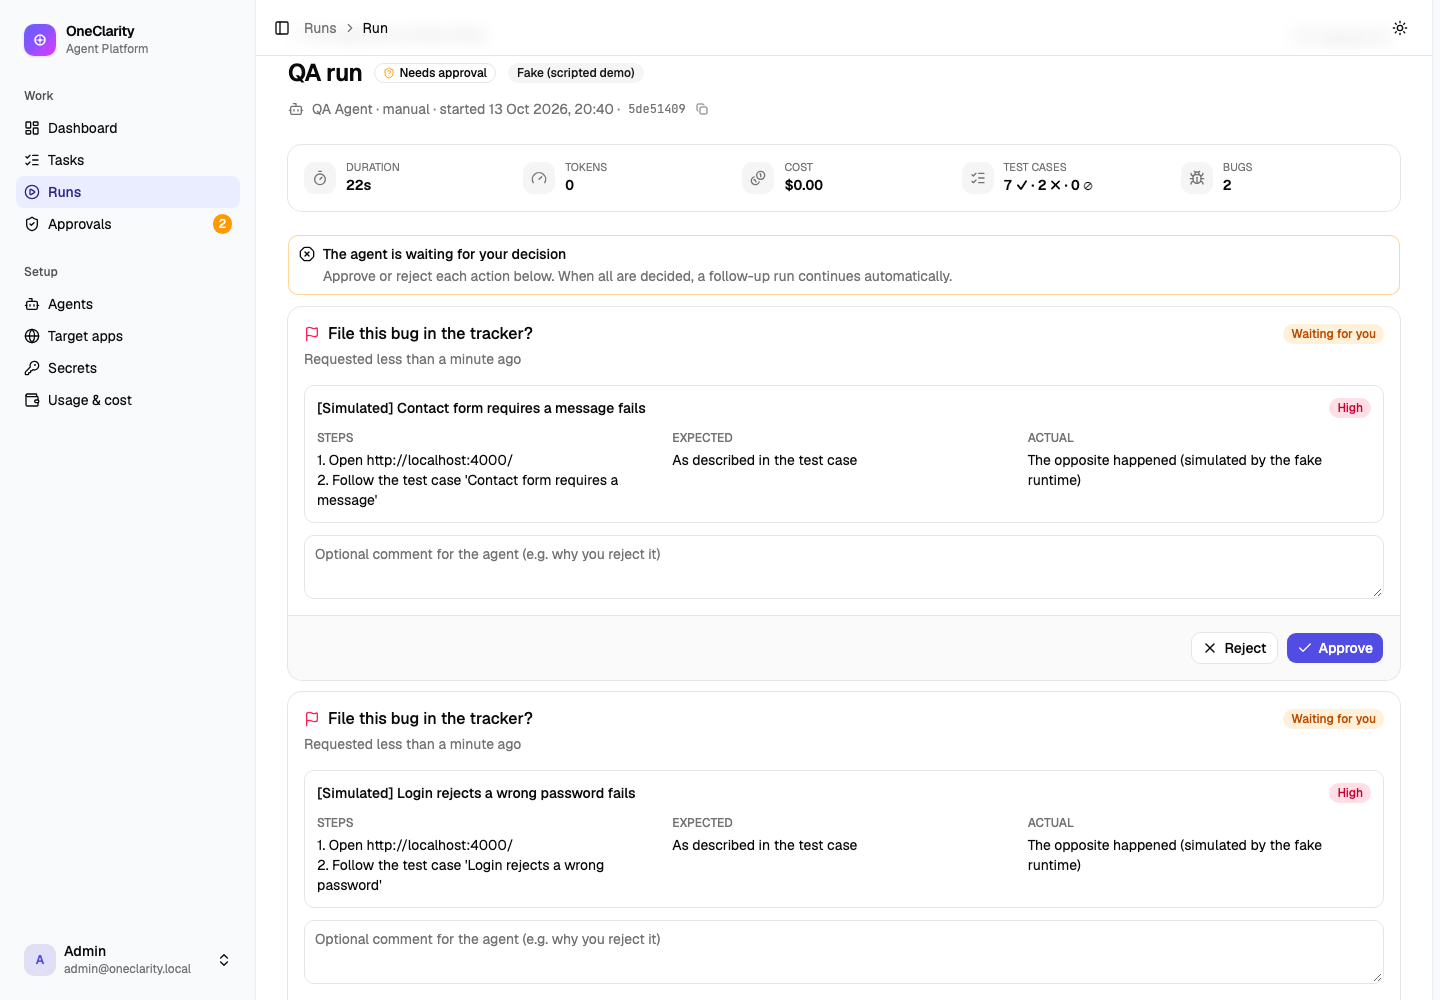 OneClarity
Agent Platform
Work
Dashboard
Tasks
Runs
Approvals
2
Setup
Agents
Target apps
Secrets
Usage & cost
A
Admin
admin@oneclarity.local
Runs > Run
QA run
Needs approval
Fake (scripted demo)
QA Agent · manual · started 13 Oct 2026, 20:40 · 5de51409
DURATION
22s
TOKENS
0
COST
$0.00
TEST CASES
7 ✓ · 2 ✕ · 0 ⊘
BUGS
2
The agent is waiting for your decision
Approve or reject each action below. When all are decided, a follow-up run continues automatically.
File this bug in the tracker?
Waiting for you
Requested less than a minute ago
[Simulated] Contact form requires a message fails
High
STEPS
1. Open http://localhost:4000/
2. Follow the test case 'Contact form requires a
message'
EXPECTED
As described in the test case
ACTUAL
The opposite happened (simulated by the fake
runtime)
Optional comment for the agent (e.g. why you reject it)
Reject
Approve
File this bug in the tracker?
Waiting for you
Requested less than a minute ago
[Simulated] Login rejects a wrong password fails
High
STEPS
1. Open http://localhost:4000/
2. Follow the test case 'Login rejects a wrong
password'
EXPECTED
As described in the test case
ACTUAL
The opposite happened (simulated by the fake
runtime)
Optional comment for the agent (e.g. why you reject it)